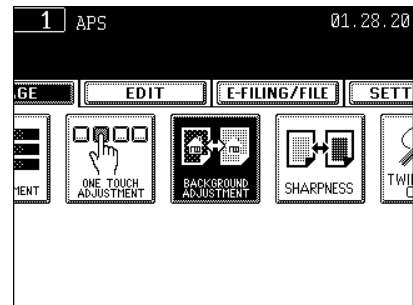 1 APS 01.28.20
.GE EDIT E-FILING/FILE SETT
MENT
ONE TOUCH
ADJUSTMENT
BACKGROUND
ADJUSTMENT
SHARPNESS
TWI